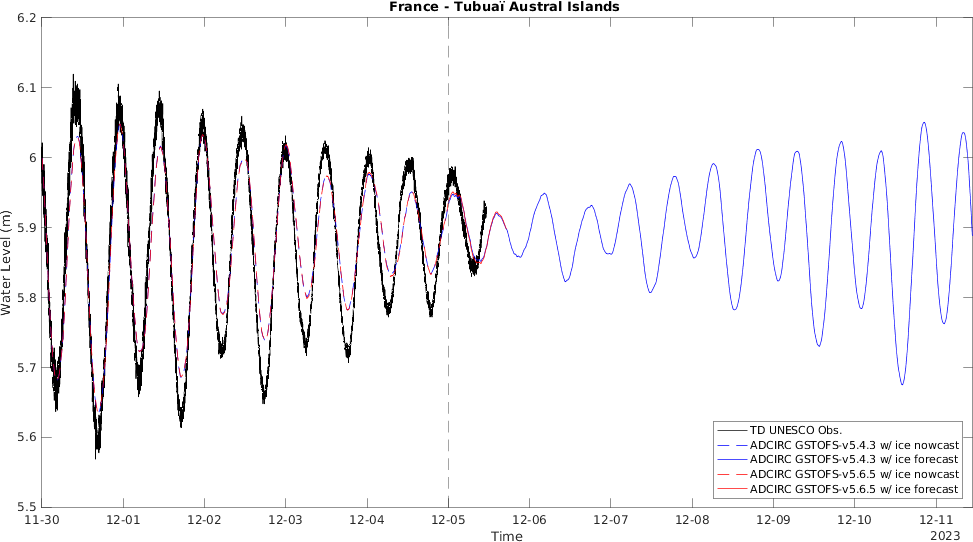 France - Tubuaï Austral Islands
6.2
6.1
6
5.9
5.8
5.7
5.6
5.5
Water Level (m)
11-30 12-01 12-02 12-03 12-04 12-05 12-06 12-07 12-08 12-09 12-10 12-11
Time
2023
TD UNESCO Obs.
ADCIRC GSTOFS-v5.4.3 w/ ice nowcast
ADCIRC GSTOFS-v5.4.3 w/ ice forecast
ADCIRC GSTOFS-v5.6.5 w/ ice nowcast
ADCIRC GSTOFS-v5.6.5 w/ ice forecast